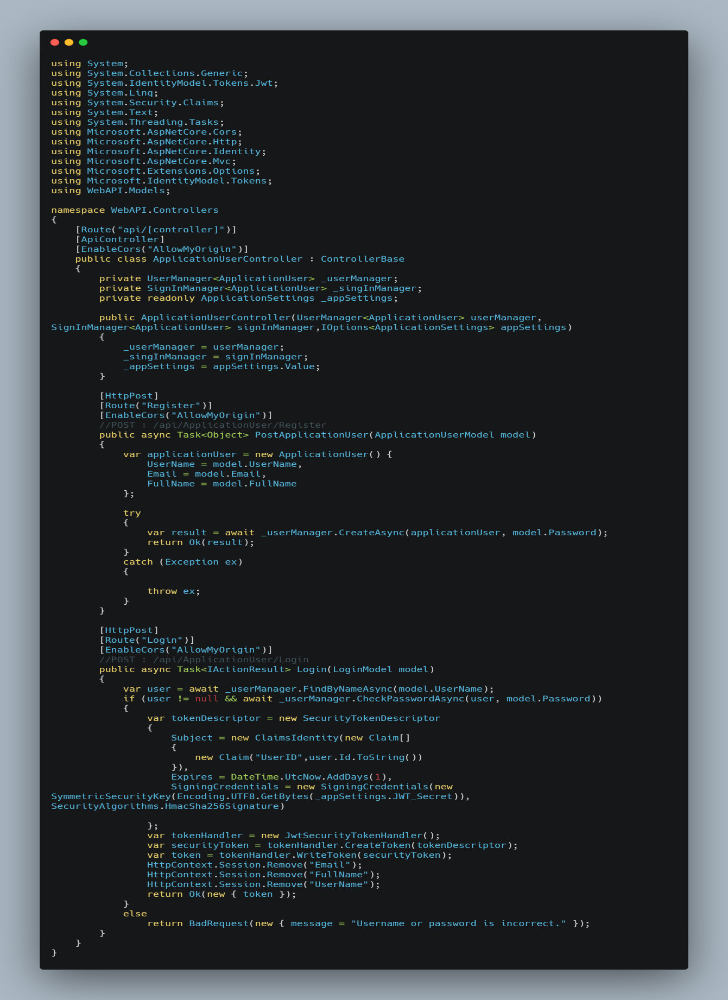 using System;
using System.Collections.Generic;
using System.IdentityModel.Tokens.Jwt;
using System.Linq;
using System.Security.Claims;
using System.Text;
using System.Threading.Tasks;
using Microsoft.AspNetCore.Cors;
using Microsoft.AspNetCore.Http;
using Microsoft.AspNetCore.Identity;
using Microsoft.AspNetCore.Mvc;
using Microsoft.Extensions.Options;
using Microsoft.IdentityModel.Tokens;
using WebAPI.Models;

namespace WebAPI.Controllers
{
    [Route("api/[controller]")]
    [ApiController]
    [EnableCors("AllowMyOrigin")]
    public class ApplicationUserController : ControllerBase
    {
        private UserManager<ApplicationUser> _userManager;
        private SignInManager<ApplicationUser> _singInManager;
        private readonly ApplicationSettings _appSettings;

        public ApplicationUserController(UserManager<ApplicationUser> userManager,
SignInManager<ApplicationUser> signInManager,IOptions<ApplicationSettings> appSettings)
        {
            _userManager = userManager;
            _singInManager = signInManager;
            _appSettings = appSettings.Value;
        }

        [HttpPost]
        [Route("Register")]
        [EnableCors("AllowMyOrigin")]
        //POST : /api/ApplicationUser/Register
        public async Task<Object> PostApplicationUser(ApplicationUserModel model)
        {
            var applicationUser = new ApplicationUser() {
                UserName = model.UserName,
                Email = model.Email,
                FullName = model.FullName
            };

            try
            {
                var result = await _userManager.CreateAsync(applicationUser, model.Password);
                return Ok(result);
            }
            catch (Exception ex)
            {

                throw ex;
            }
        }

        [HttpPost]
        [Route("Login")]
        [EnableCors("AllowMyOrigin")]
        //POST : /api/ApplicationUser/Login
        public async Task<IActionResult> Login(LoginModel model)
        {
            var user = await _userManager.FindByNameAsync(model.UserName);
            if (user != null && await _userManager.CheckPasswordAsync(user, model.Password))
            {
                var tokenDescriptor = new SecurityTokenDescriptor
                {
                    Subject = new ClaimsIdentity(new Claim[]
                    {
                        new Claim("UserID",user.Id.ToString())
                    }),
                    Expires = DateTime.UtcNow.AddDays(1),
                    SigningCredentials = new SigningCredentials(new
SymmetricSecurityKey(Encoding.UTF8.GetBytes(_appSettings.JWT_Secret)),
SecurityAlgorithms.HmacSha256Signature)

                };
                var tokenHandler = new JwtSecurityTokenHandler();
                var securityToken = tokenHandler.CreateToken(tokenDescriptor);
                var token = tokenHandler.WriteToken(securityToken);
                HttpContext.Session.Remove("Email");
                HttpContext.Session.Remove("FullName");
                HttpContext.Session.Remove("UserName");
                return Ok(new { token });
            }
            else
                return BadRequest(new { message = "Username or password is incorrect." });
        }
    }
}